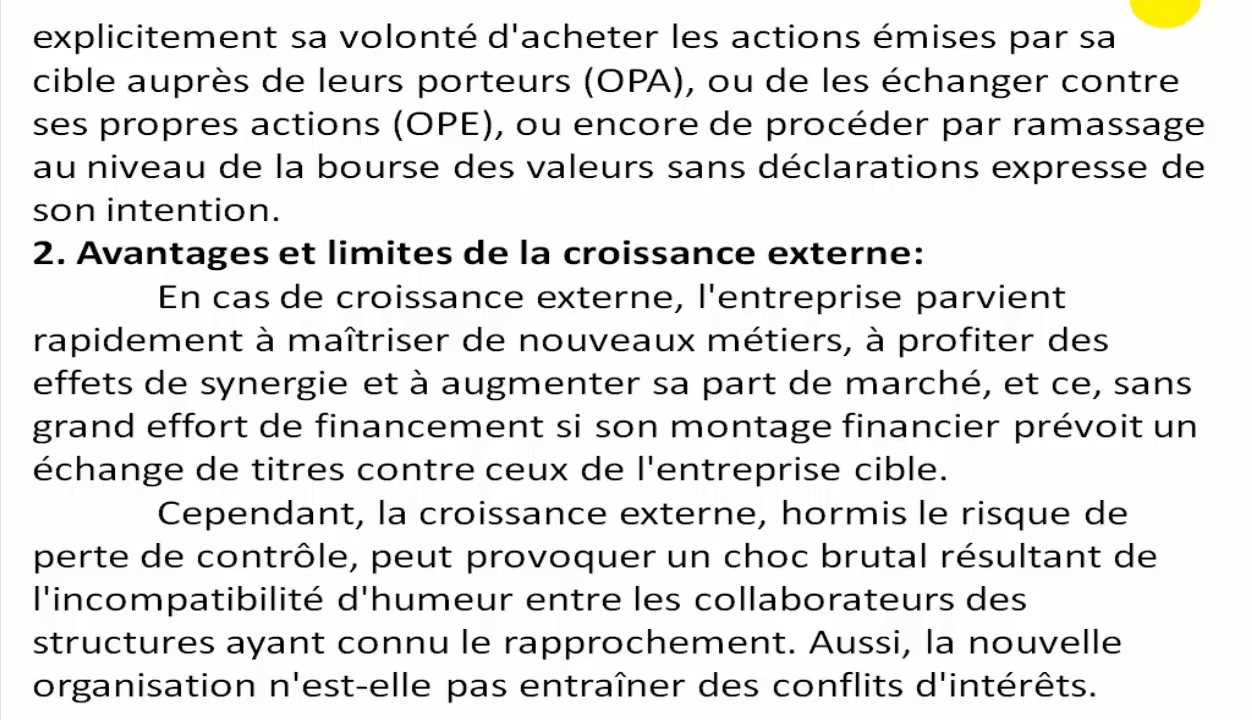 explicitement sa volonté d'acheter les actions émises par sa
cible auprès de leurs porteurs (OPA), ou de les échanger contre
ses propres actions (OPE), ou encore de procéder par ramassage
au niveau de la bourse des valeurs sans déclarations expresse de
son intention.
2. Avantages et limites de la croissance externe:
En cas de croissance externe, l'entreprise parvient
rapidement à maîtriser de nouveaux métiers, à profiter des
effets de synergie et à augmenter sa part de marché, et ce, sans
grand effort de financement si son montage financier prévoit un
échange de titres contre ceux de l'entreprise cible.
Cependant, la croissance externe, hormis le risque de
perte de contrôle, peut provoquer un choc brutal résultant de
l'incompatibilité d'humeur entre les collaborateurs des
structures ayant connu le rapprochement. Aussi, la nouvelle
organisation n'est-elle pas entraîner des conflits d'intérêts.